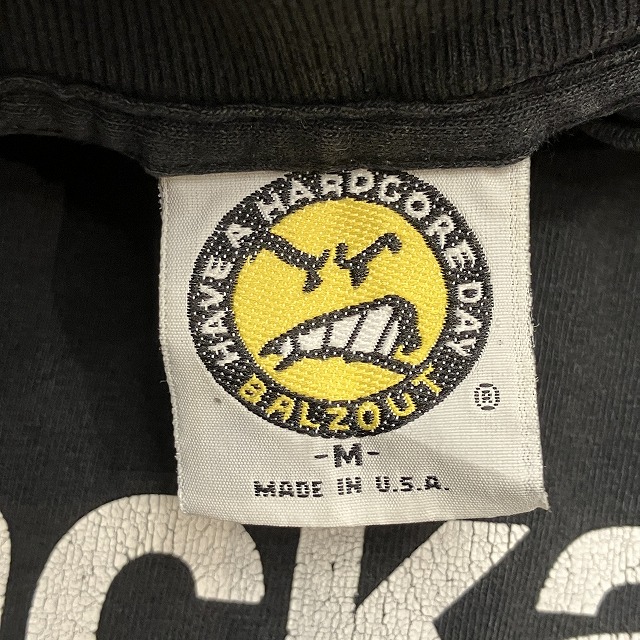 HAVE A HARDCORE DAY
BALZOUT
®
-M-
MADE IN U.S.A.